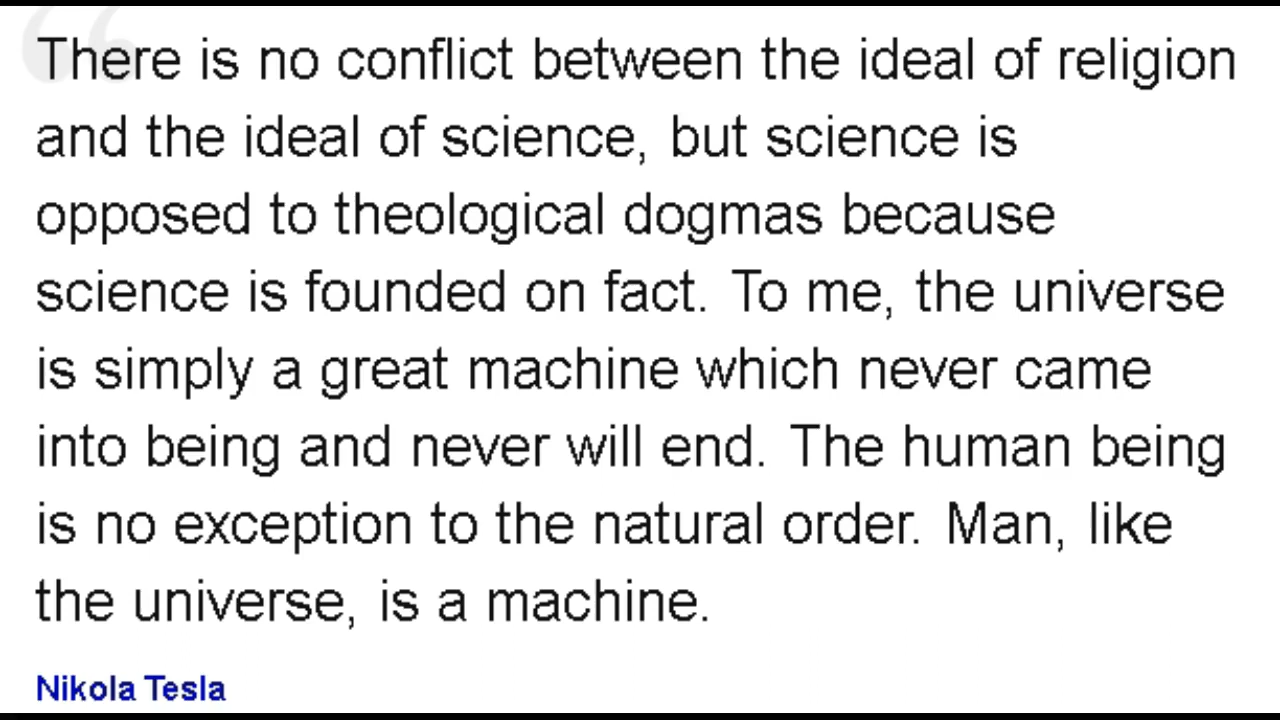 There is no conflict between the ideal of religion
and the ideal of science, but science is
opposed to theological dogmas because
science is founded on fact. To me, the universe
is simply a great machine which never came
into being and never will end. The human being
is no exception to the natural order. Man, like
the universe, is a machine.
Nikola Tesla